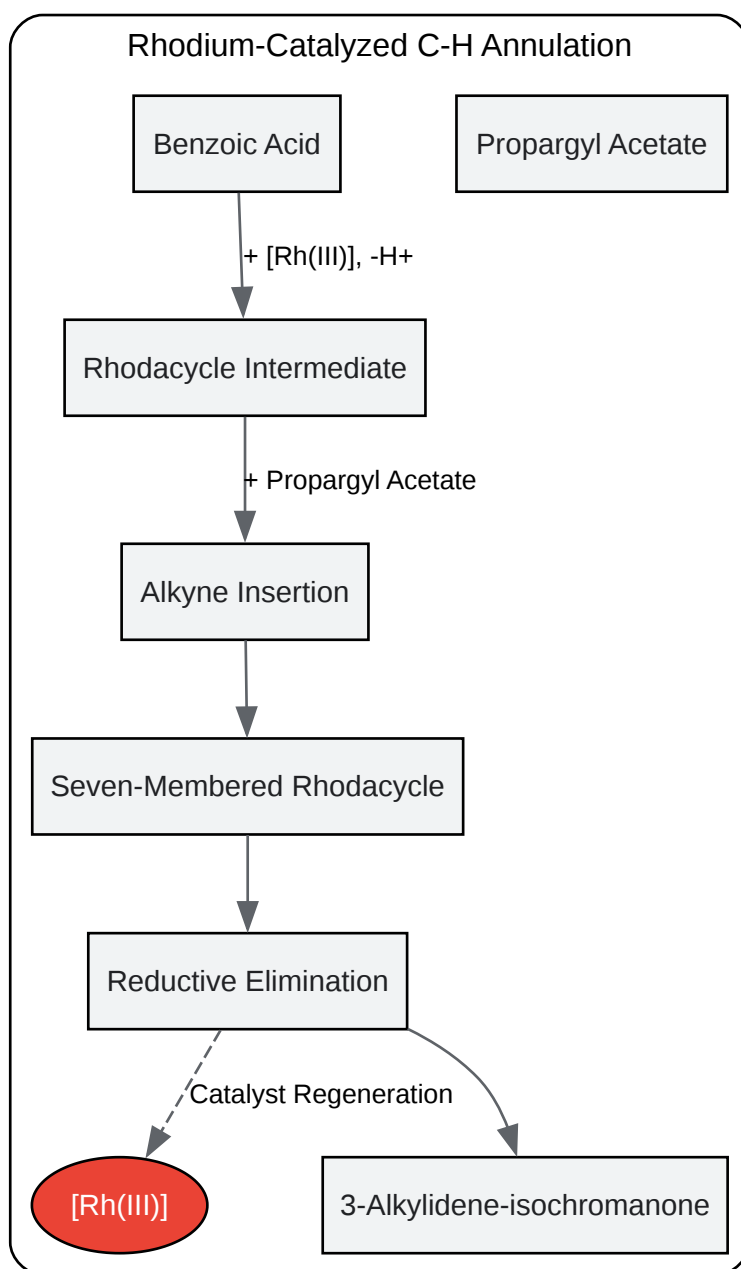 Rhodium-Catalyzed C-H Annulation
Benzoic Acid
Propargyl Acetate
+ [Rh(III)], -H+
Rhodacycle Intermediate
+ Propargyl Acetate
Alkyne Insertion
Seven-Membered Rhodacycle
Reductive Elimination
Catalyst Regeneration
[Rh(III)]
3-Alkylidene-isochromanone